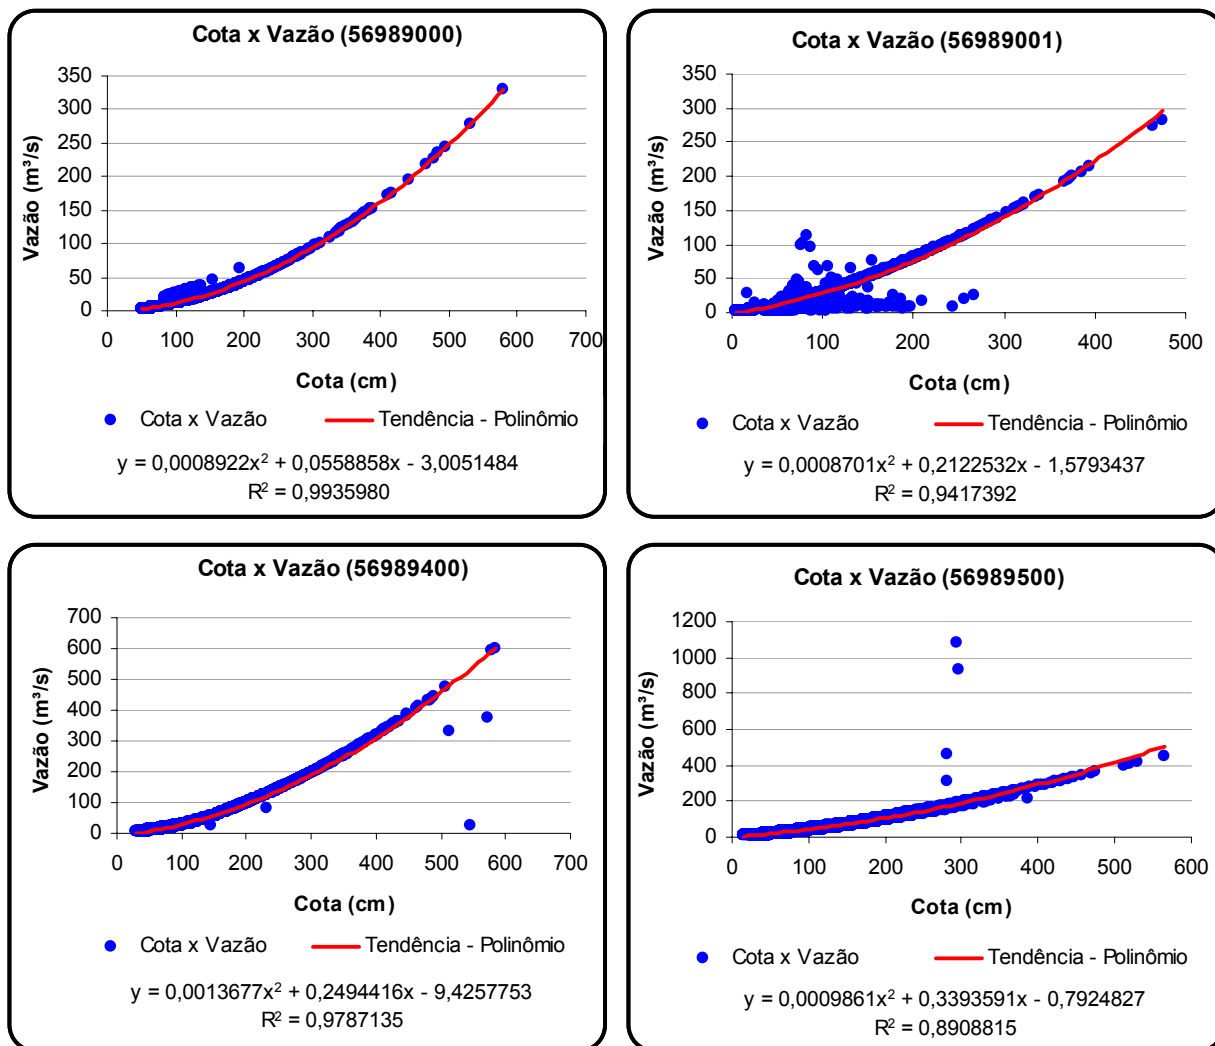 Cota x Vazão (56989000)
350
300
250
200
150
100
50
0
Vazão (m³/s)
0 100 200 300 400 500 600 700
Cota (cm)
Cota x Vazão Tendência - Polinômio
y = 0,0008922x² + 0,0558858x - 3,0051484
R² = 0,9935980
Cota x Vazão (56989001)
350
300
250
200
150
100
50
0
Vazão (m³/s)
0 100 200 300 400 500
Cota (cm)
Cota x Vazão Tendência - Polinômio
y = 0,0008701x² + 0,2122532x - 1,5793437
R² = 0,9417392
Cota x Vazão (56989400)
700
600
500
400
300
200
100
0
Vazão (m³/s)
0 100 200 300 400 500 600 700
Cota (cm)
Cota x Vazão Tendência - Polinômio
y = 0,0013677x² + 0,2494416x - 9,4257753
R² = 0,9787135
Cota x Vazão (56989500)
1200
1000
800
600
400
200
0
Vazão (m³/s)
0 100 200 300 400 500 600
Cota (cm)
Cota x Vazão Tendência - Polinômio
y = 0,0009861x² + 0,3393591x - 0,7924827
R² = 0,8908815